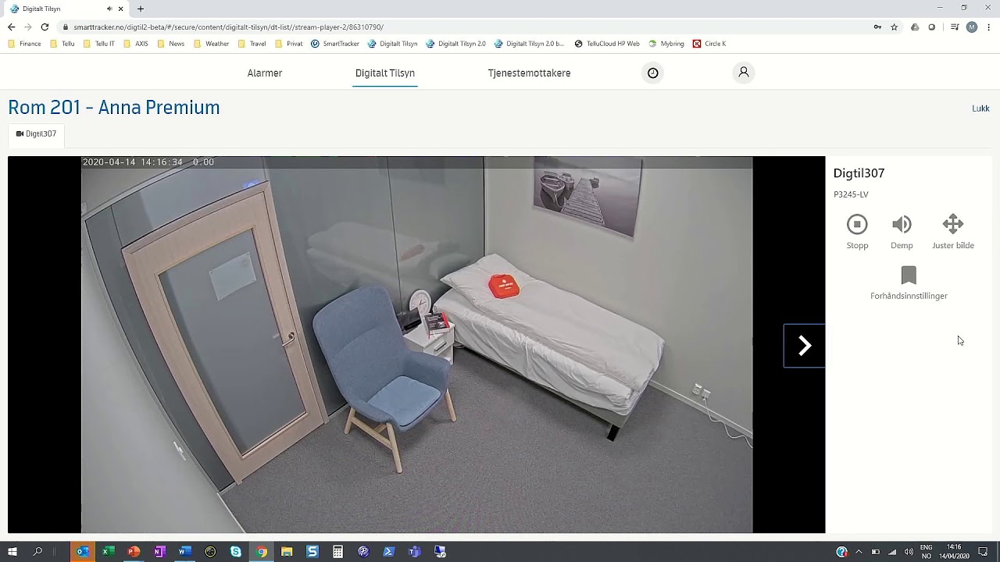 Digitalt Tilsyn
smarttracker.no/digtil2-beta/#/secure/content/digitalt-tilsyn/dt-list//stream-player-2/86310790/
M
Finance Tellu Tellu IT AXIS News Weather Travel Privat SmartTracker Digitalt Tilsyn Digitalt Tilsyn 2.0 Digitalt Tilsyn 2.0 b... TelluCloud HP Web Mybring Circle K
Alarmer Digitalt Tilsyn Tjenestemottakere
Rom 201 - Anna Premium
Lukk
Digtil307
2020-04-14 14:16:34 0.00
Digtil307
P3245-LV
Stopp Demp Juster bilde
Forhåndsinnstillinger
ENG 14:16
NO 14/04/2020